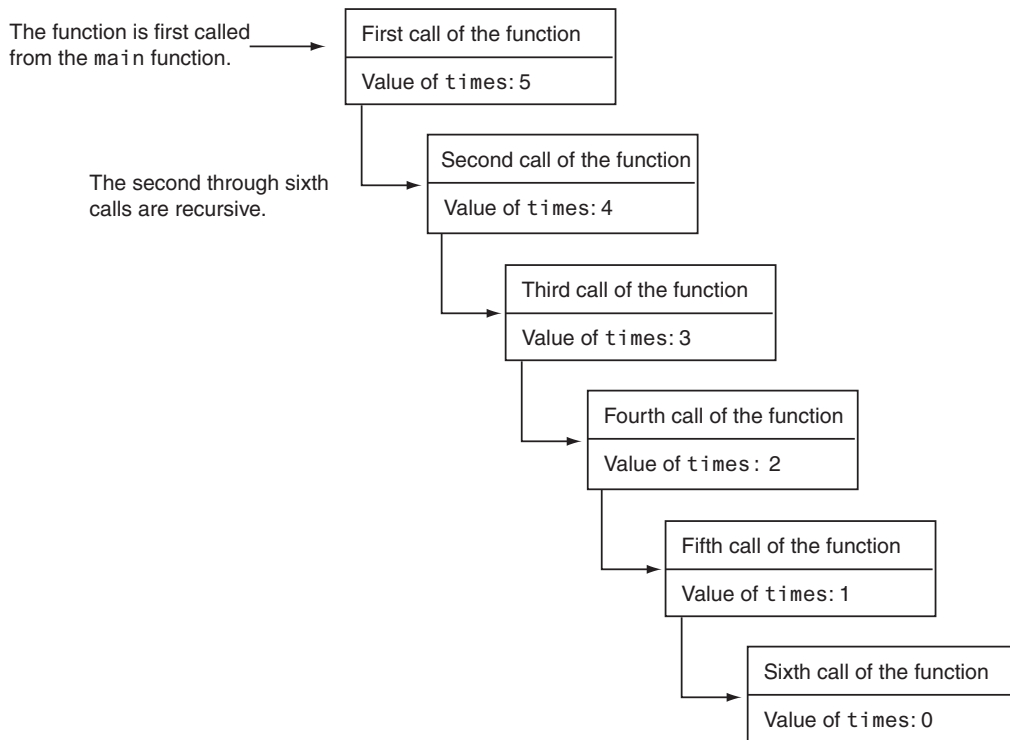 The function is first called
from the main function.
First call of the function
Value of times: 5
Second call of the function
Value of times: 4
The second through sixth
calls are recursive.
Third call of the function
Value of times: 3
Fourth call of the function
Value of times: 2
Fifth call of the function
Value of times: 1
Sixth call of the function
Value of times: 0